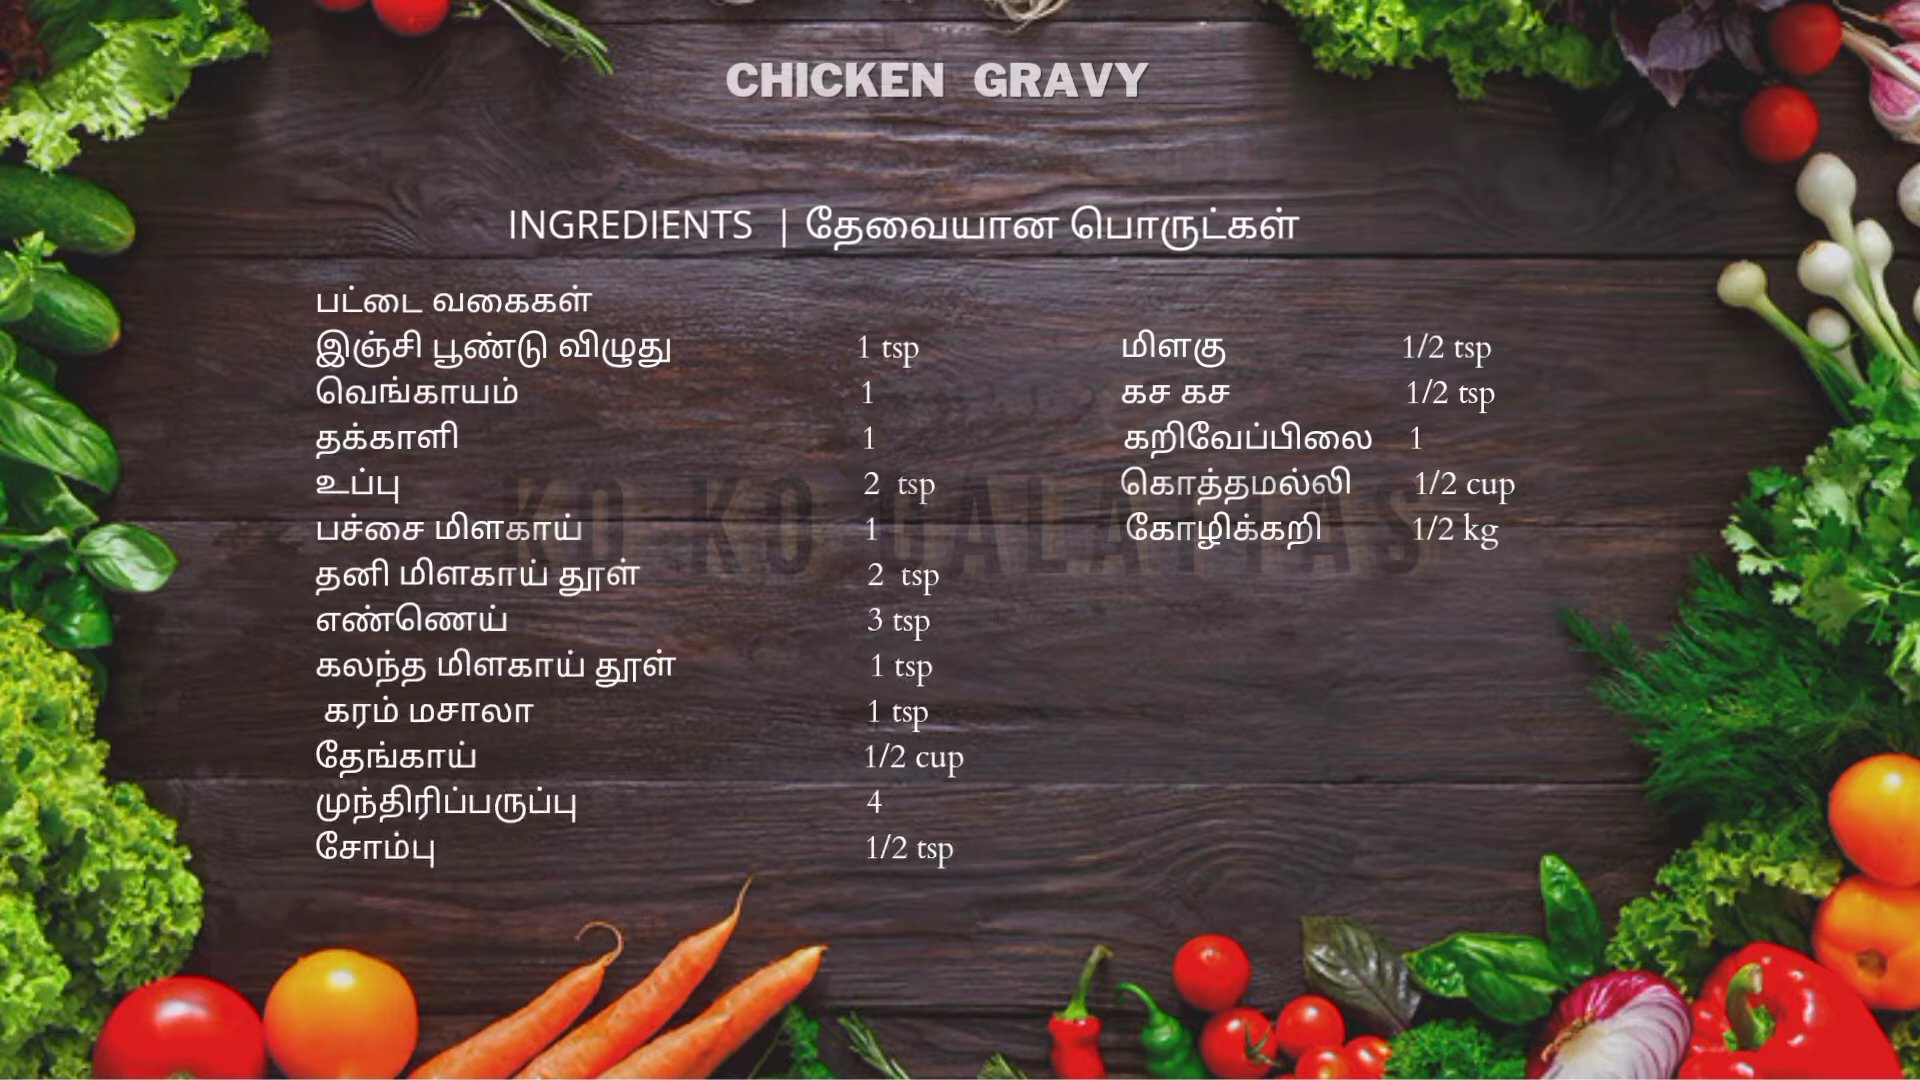 CHICKEN GRAVY
INGREDIENTS | தேவையான பொருட்கள்
பட்டை வகைகள்
இஞ்சி பூண்டு விழுது 1 tsp
வெங்காயம் 1
தக்காளி 1
உப்பு 2 tsp
பச்சை மிளகாய் 1
தனி மிளகாய் தூள் 2 tsp
எண்ணெய் 3 tsp
கலந்த மிளகாய் தூள் 1 tsp
கரம் மசாலா 1 tsp
தேங்காய் 1/2 cup
முந்திரிப்பருப்பு 4
சோம்பு 1/2 tsp
மிளகு 1/2 tsp
கச கச 1/2 tsp
கறிவேப்பிலை 1
கொத்தமல்லி 1/2 cup
கோழிக்கறி 1/2 kg
KO KO GALATTAS